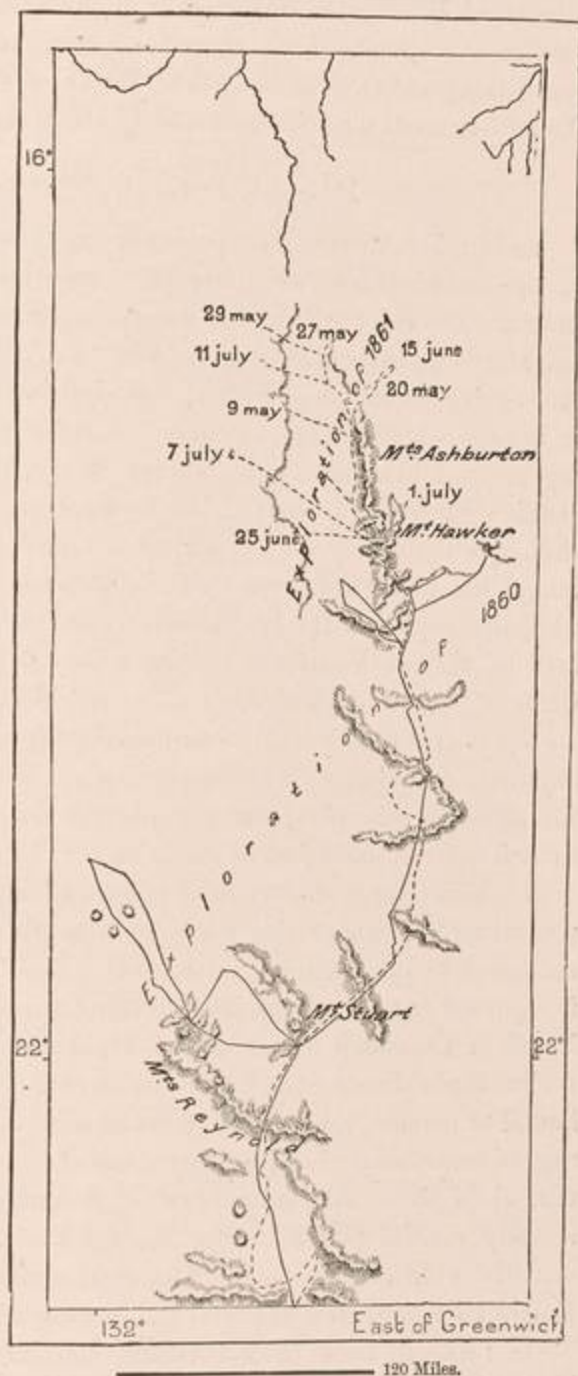 16°
29 may
27 may
11 july
15 june
20 may
9 may
Exploration of 1861
Mts Ashburton
7 july
1. july
25 june
Mt Hawker
Exploration of 1860
Mt Stuart
22°
22°
Mts Reynold
132°
East of Greenwich
120 Miles.